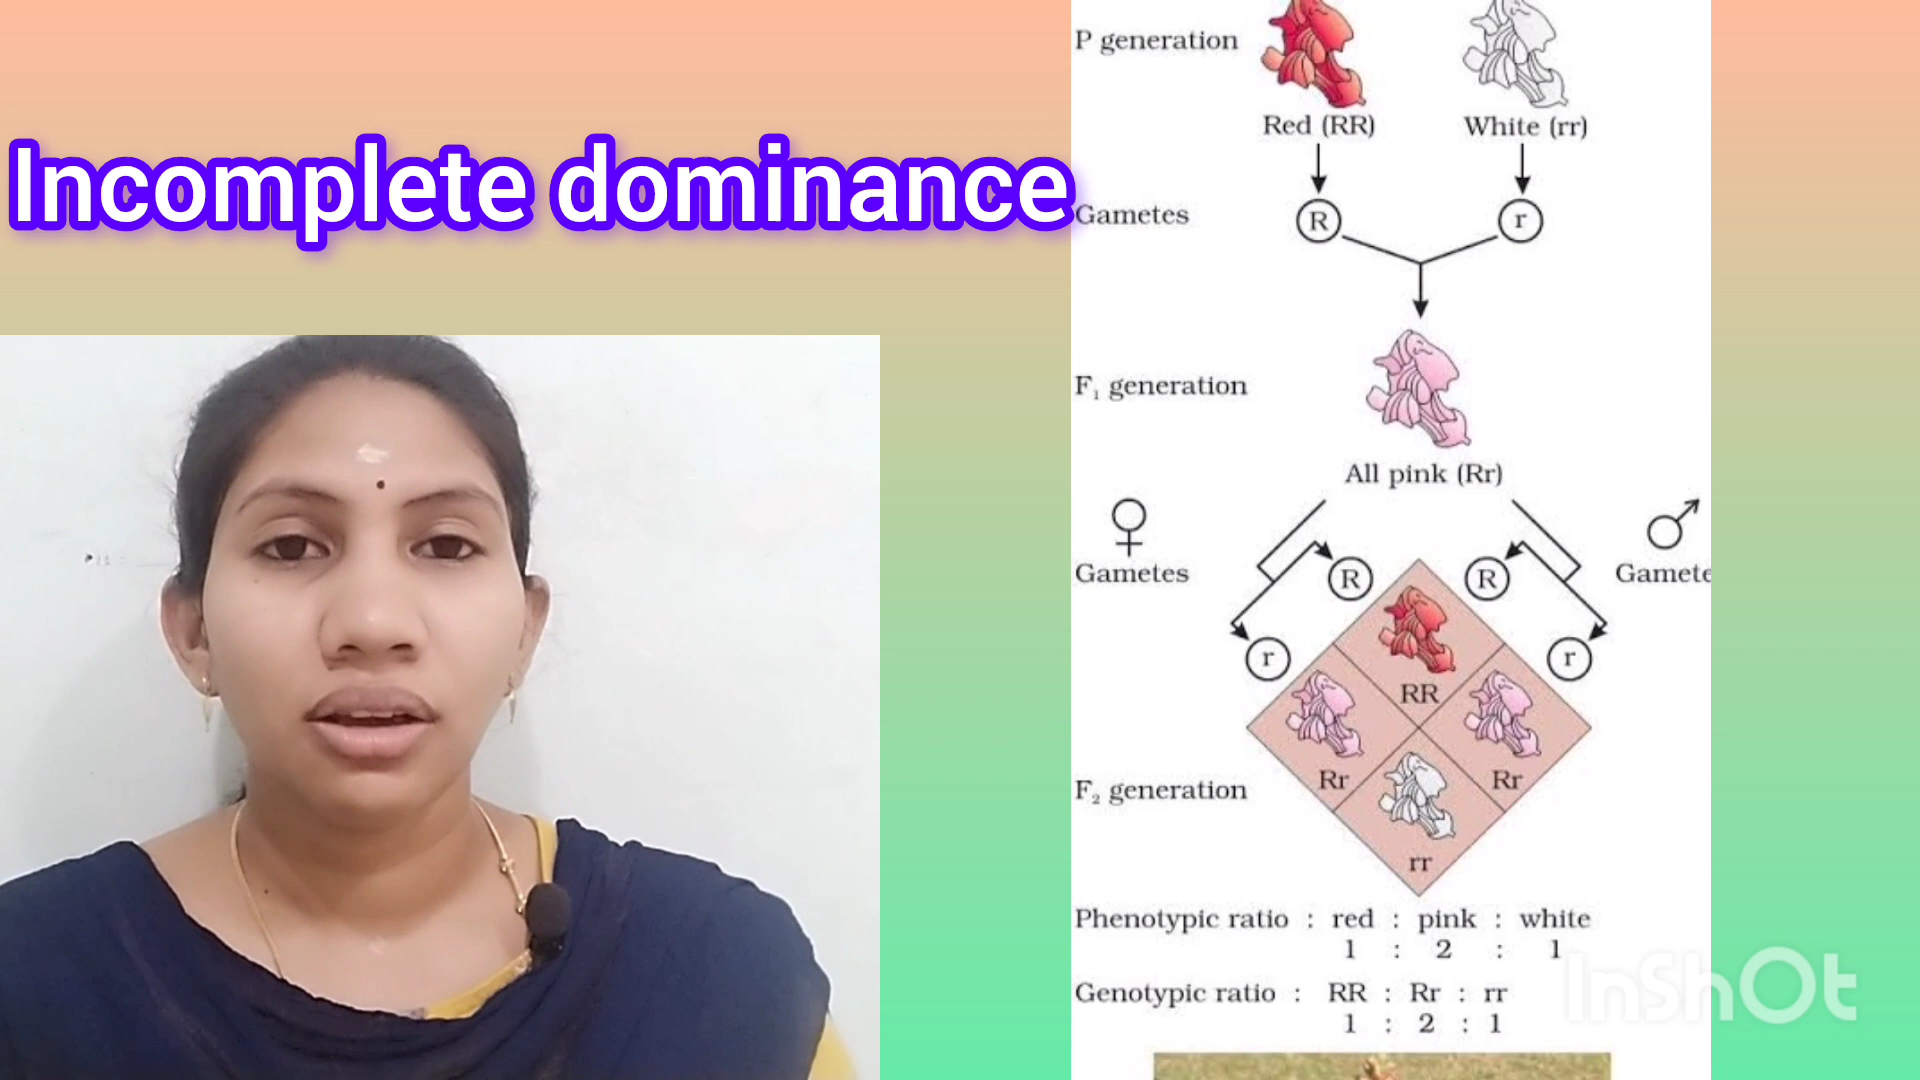 Incomplete dominance
P generation
Red (RR) White (rr)
Gametes R r
F₁ generation
All pink (Rr)
♀ ♂
Gametes R R Gamete
r r
RR
Rr Rr
F₂ generation
rr
Phenotypic ratio : red : pink : white
1 : 2 : 1
Genotypic ratio : RR : Rr : rr
1 : 2 : 1
InShOt